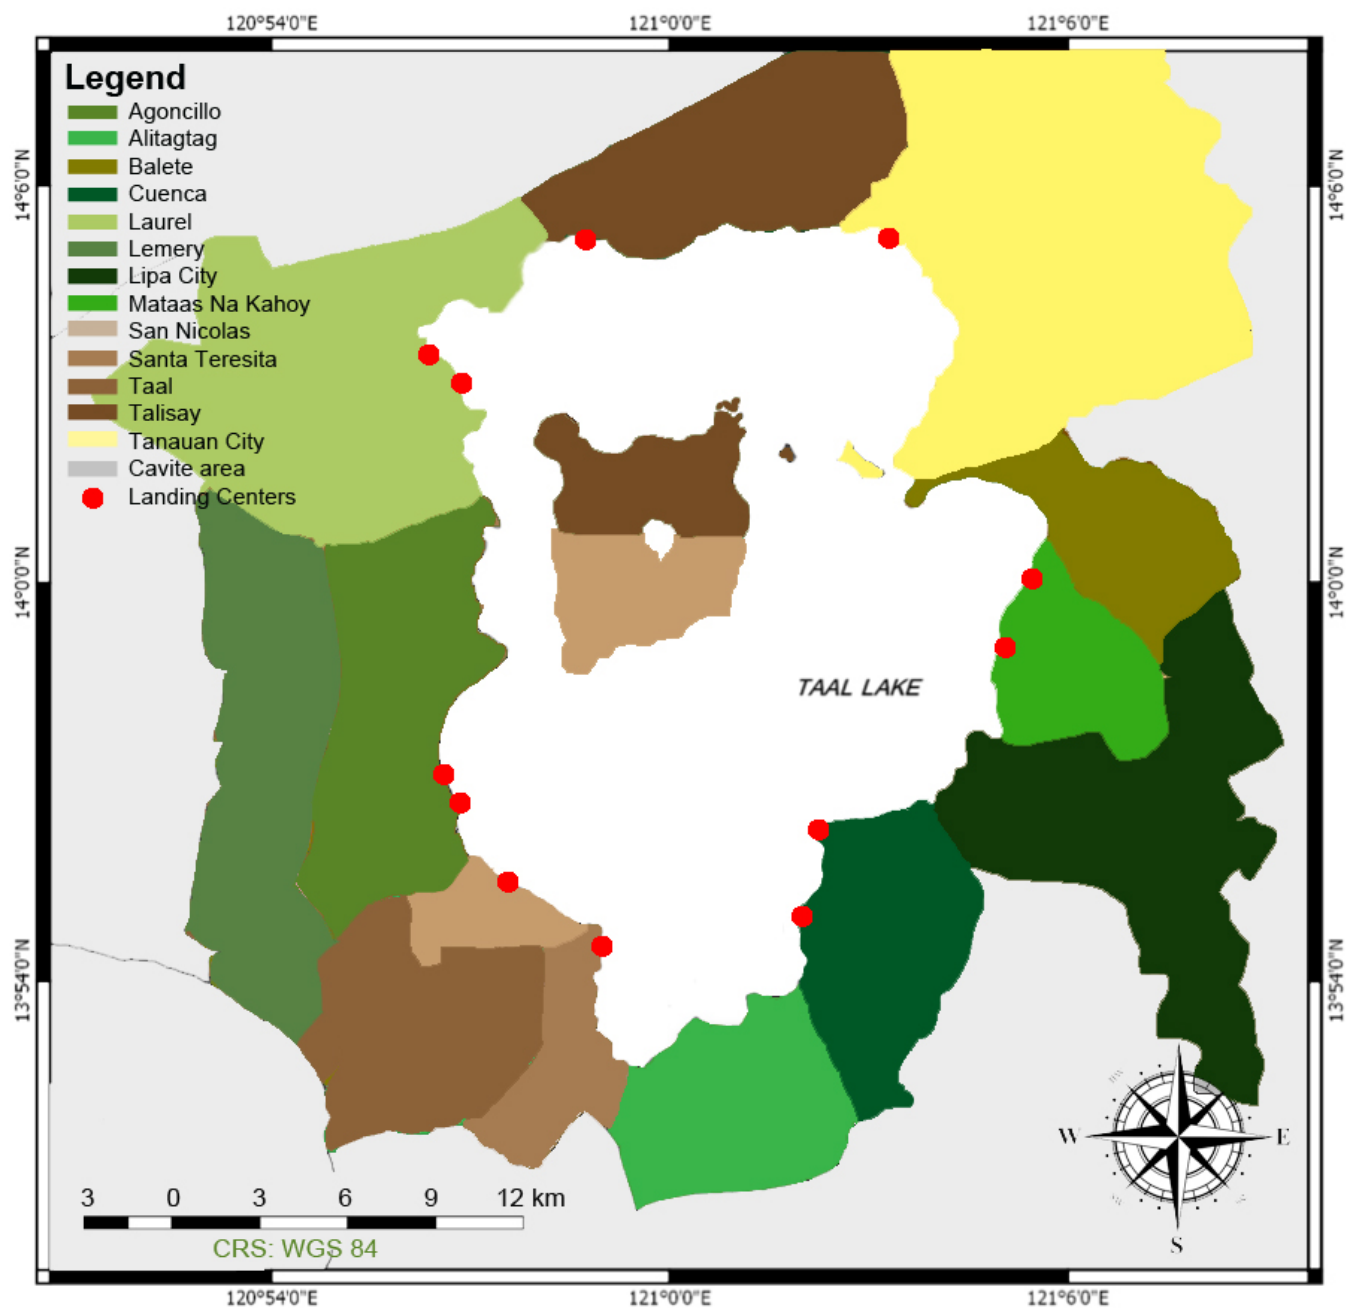 120°54'0"E 121°0'0"E 121°6'0"E
Legend
Agoncillo
Alitagtag
Balete
Cuenca
Laurel
Lemery
Lipa City
Mataas Na Kahoy
San Nicolas
Santa Teresita
Taal
Talisay
Tanauan City
Cavite area
Landing Centers
14°6'0"N 14°6'0"N
14°0'0"N 14°0'0"N
TAAL LAKE
13°54'0"N 13°54'0"N
W E
S
3 0 3 6 9 12 km
CRS: WGS 84
120°54'0"E 121°0'0"E 121°6'0"E